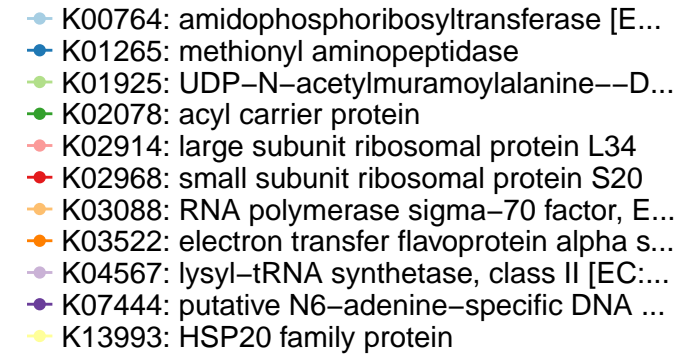 K00764: amidophosphoribosyltransferase [E...
K01265: methionyl aminopeptidase
K01925: UDP−N−acetylmuramoylalanine−−D...
K02078: acyl carrier protein
K02914: large subunit ribosomal protein L34
K02968: small subunit ribosomal protein S20
K03088: RNA polymerase sigma−70 factor, E...
K03522: electron transfer flavoprotein alpha s...
K04567: lysyl−tRNA synthetase, class II [EC:...
K07444: putative N6−adenine−specific DNA ...
K13993: HSP20 family protein